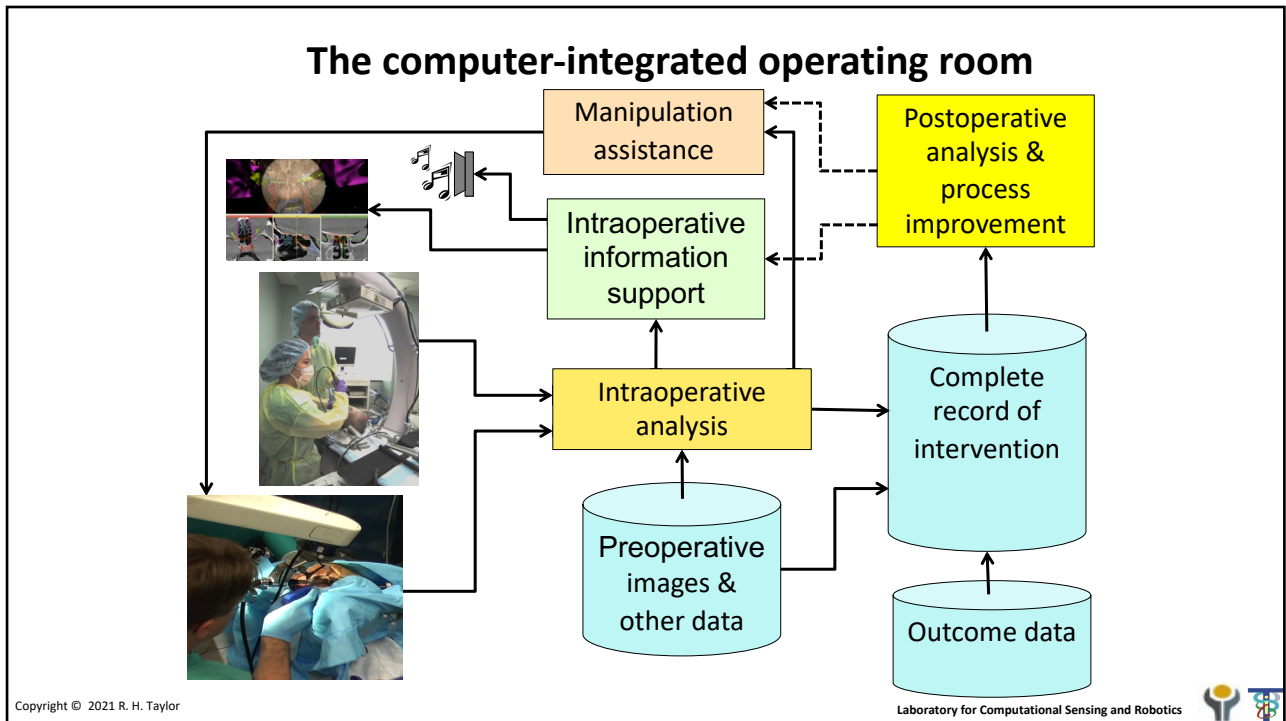 The computer-integrated operating room
Manipulation
assistance
Postoperative
analysis &
process
improvement
Intraoperative
information
support
Intraoperative
analysis
Complete
record of
intervention
Preoperative
images &
other data
Outcome data
Copyright © 2021 R. H. Taylor
Laboratory for Computational Sensing and Robotics